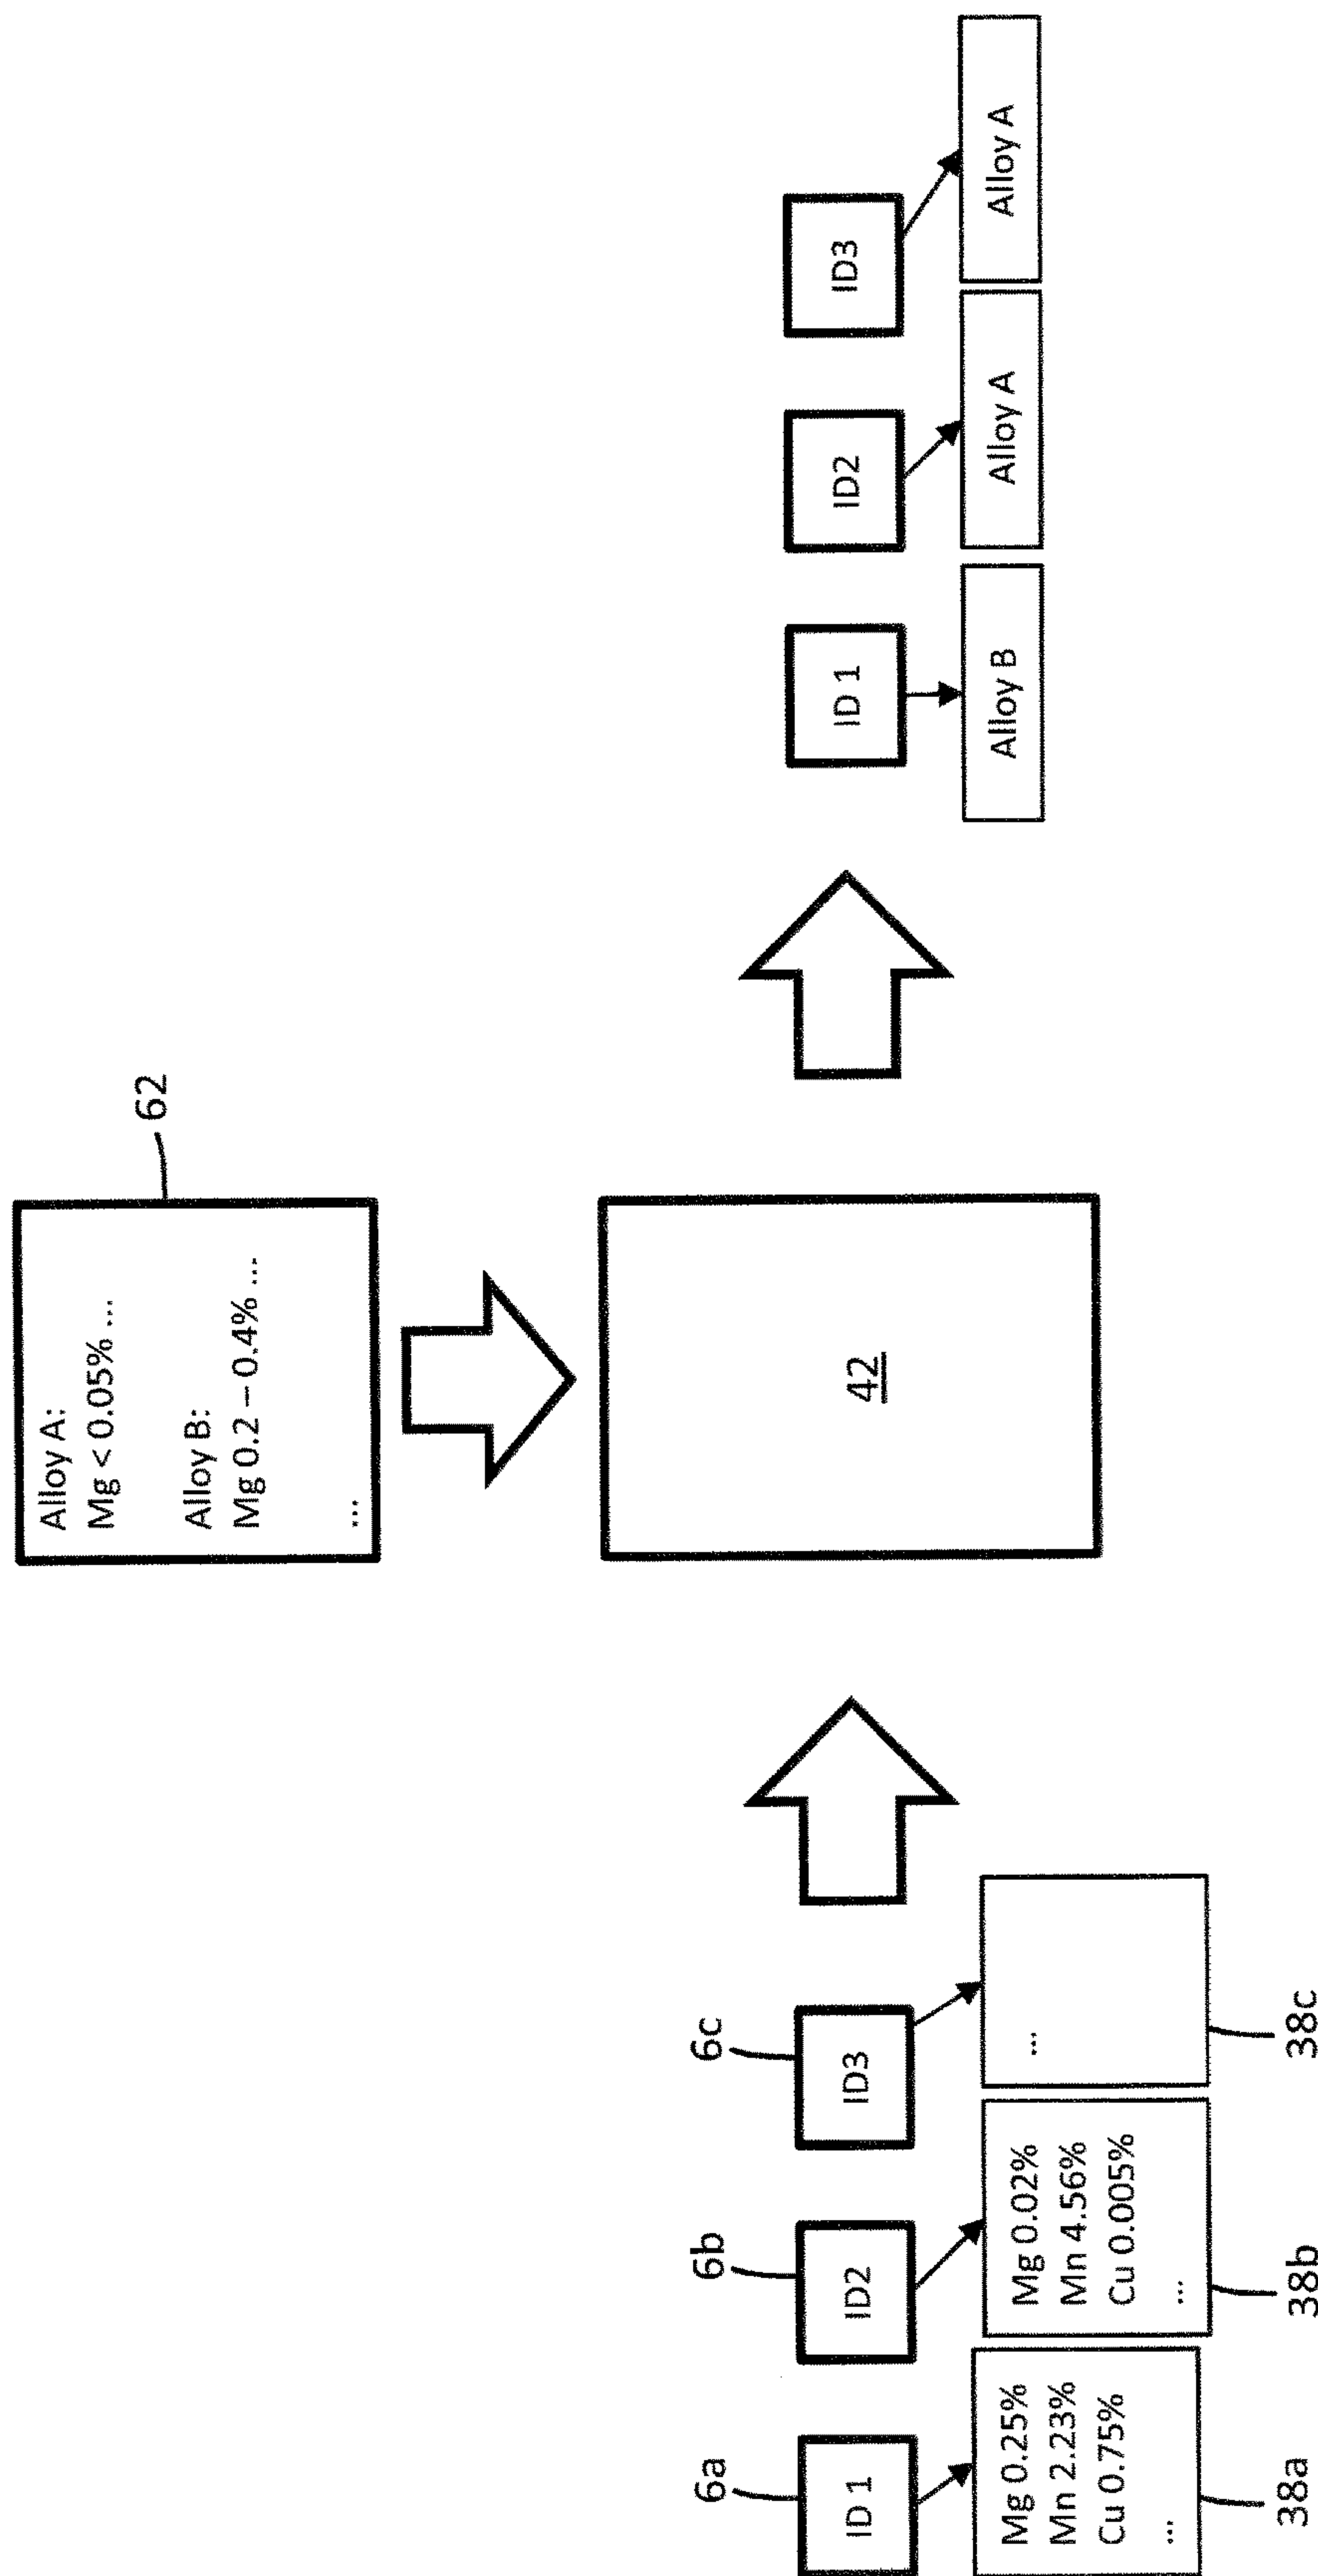 62
Alloy A:
Mg < 0.05% ...
Alloy B:
Mg 0.2 – 0.4% ...
...
6a
6b
6c
ID 1
ID2
ID3
Mg 0.25%
Mn 2.23%
Cu 0.75%
...
Mg 0.02%
Mn 4.56%
Cu 0.005%
...
...
38a
38b
38c
42
ID 1
ID2
ID3
Alloy B
Alloy A
Alloy A